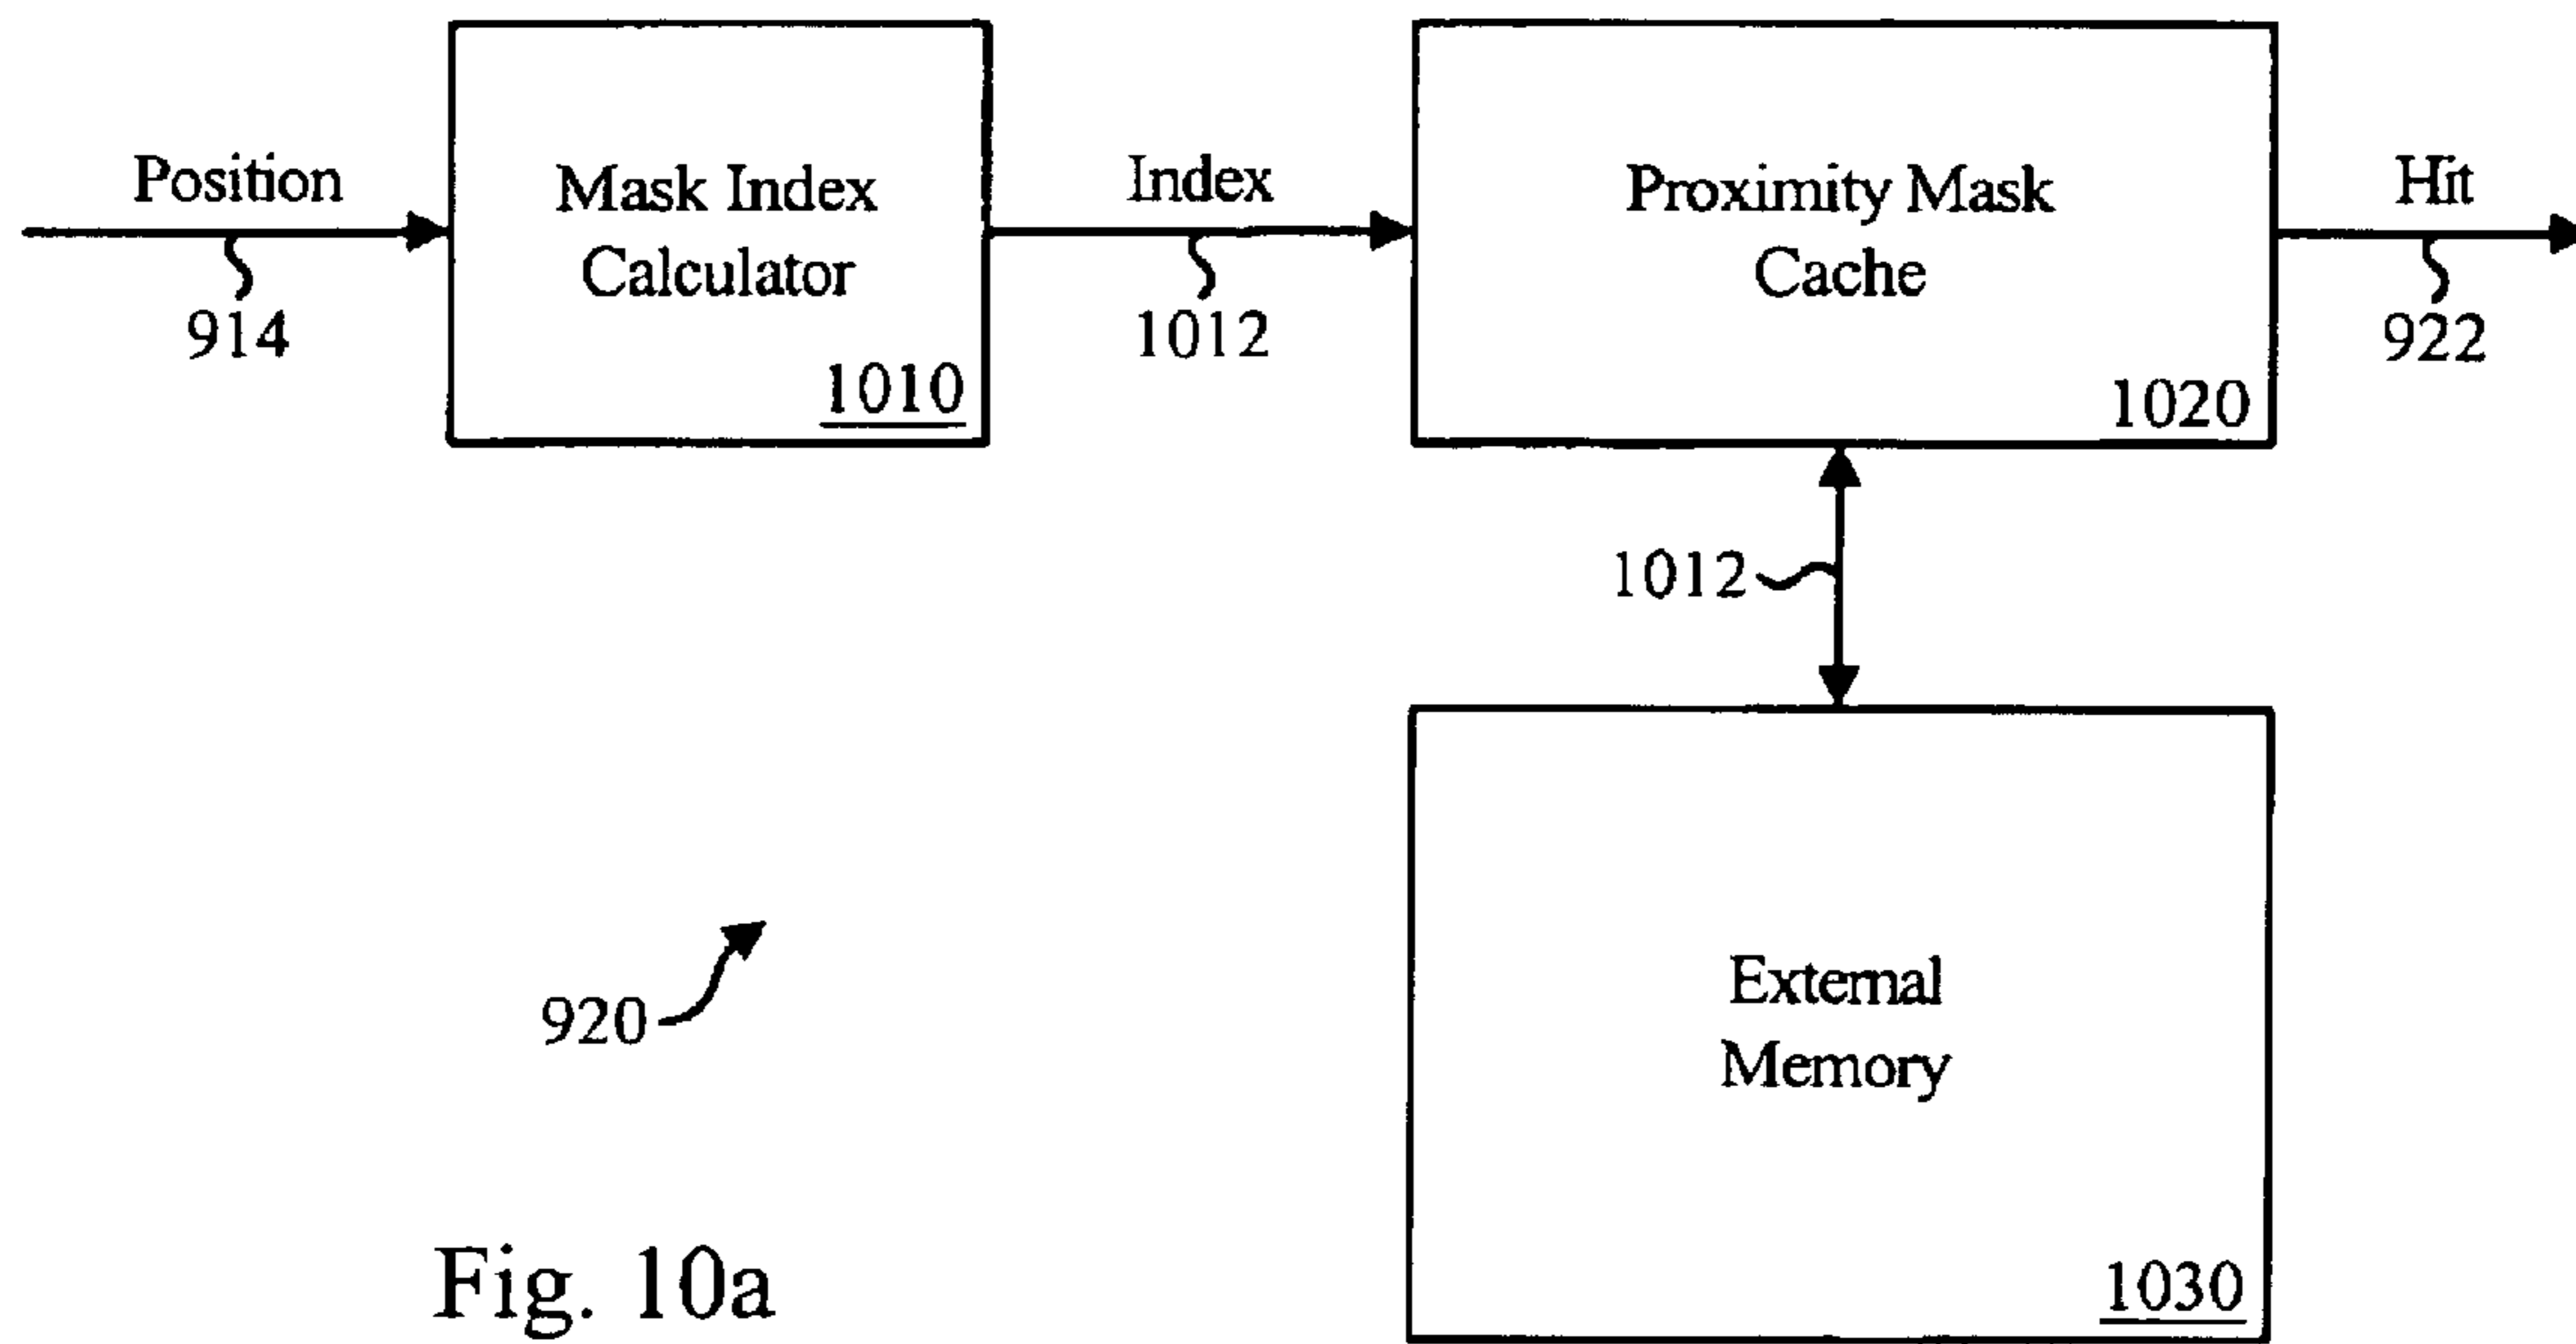 Position
914
Mask Index
Calculator
1010
Index
1012
Proximity Mask
Cache
1020
Hit
922
1012
External
Memory
1030
920
Fig. 10a